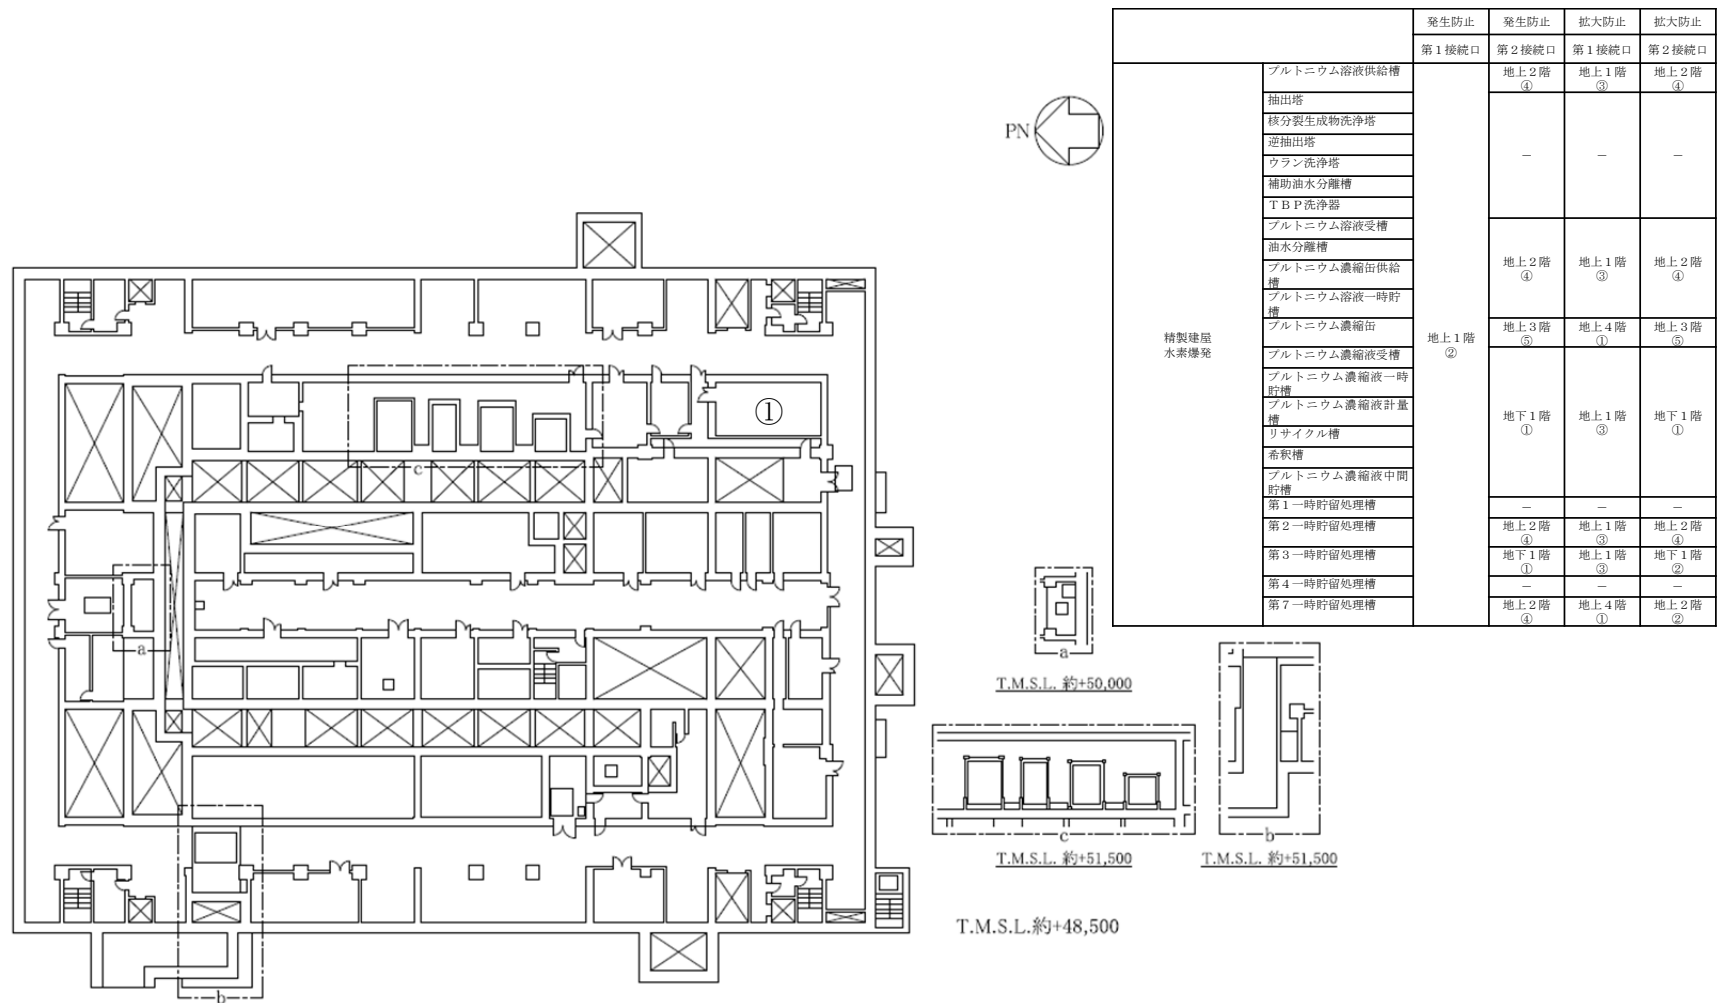 発生防止 発生防止 拡大防止 拡大防止
第1接続口 第2接続口 第1接続口 第2接続口
精製建屋
水素爆発
地上1階
②
プルトニウム溶液供給槽 地上2階 地上1階 地上2階
④ ③ ④
抽出塔
核分裂生成物洗浄塔
逆抽出塔
ウラン洗浄塔
補助油水分離槽
TBP洗浄器
－ － －
プルトニウム溶液受槽
油水分離槽
プルトニウム濃縮缶供給
槽
プルトニウム溶液一時貯
槽
地上2階 地上1階 地上2階
④ ③ ④
プルトニウム濃縮缶 地上3階 地上4階 地上3階
⑤ ① ⑤
プルトニウム濃縮液受槽
プルトニウム濃縮液一時
貯槽
プルトニウム濃縮液計量
槽
リサイクル槽
希釈槽
プルトニウム濃縮液中間
貯槽
地下1階 地上1階 地下1階
① ③ ①
第1一時貯留処理槽 － － －
第2一時貯留処理槽 地上2階 地上1階 地上2階
④ ③ ④
第3一時貯留処理槽 地下1階 地上1階 地下1階
① ③ ②
第4一時貯留処理槽 － － －
第7一時貯留処理槽 地上2階 地上4階 地上2階
④ ① ②
PN
①
c
a
b
a
T.M.S.L. 約+50,000
c
T.M.S.L. 約+51,500
b
T.M.S.L. 約+51,500
T.M.S.L.約+48,500